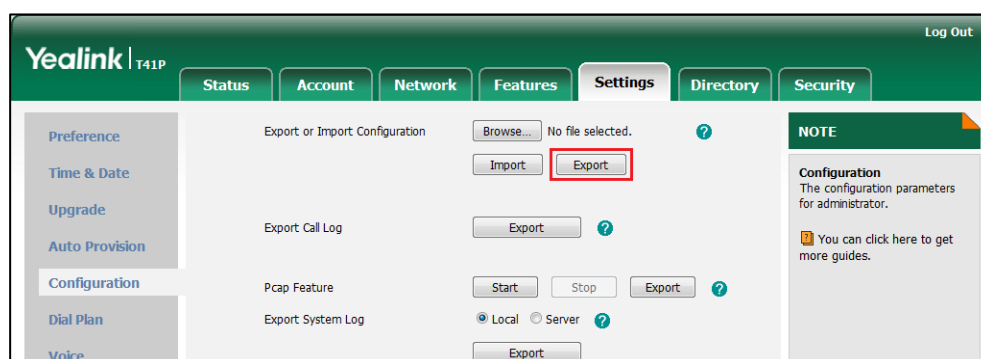 Log Out
Yealink T41P
Status Account Network Features Settings Directory Security
Preference
Time & Date
Upgrade
Auto Provision
Configuration
Dial Plan
Voice
Export or Import Configuration Browse... No file selected. ?
Import Export
Export Call Log Export ?
Pcap Feature Start Stop Export ?
Export System Log Local Server ?
Export
NOTE
Configuration
The configuration parameters
for administrator.
You can click here to get
more guides.